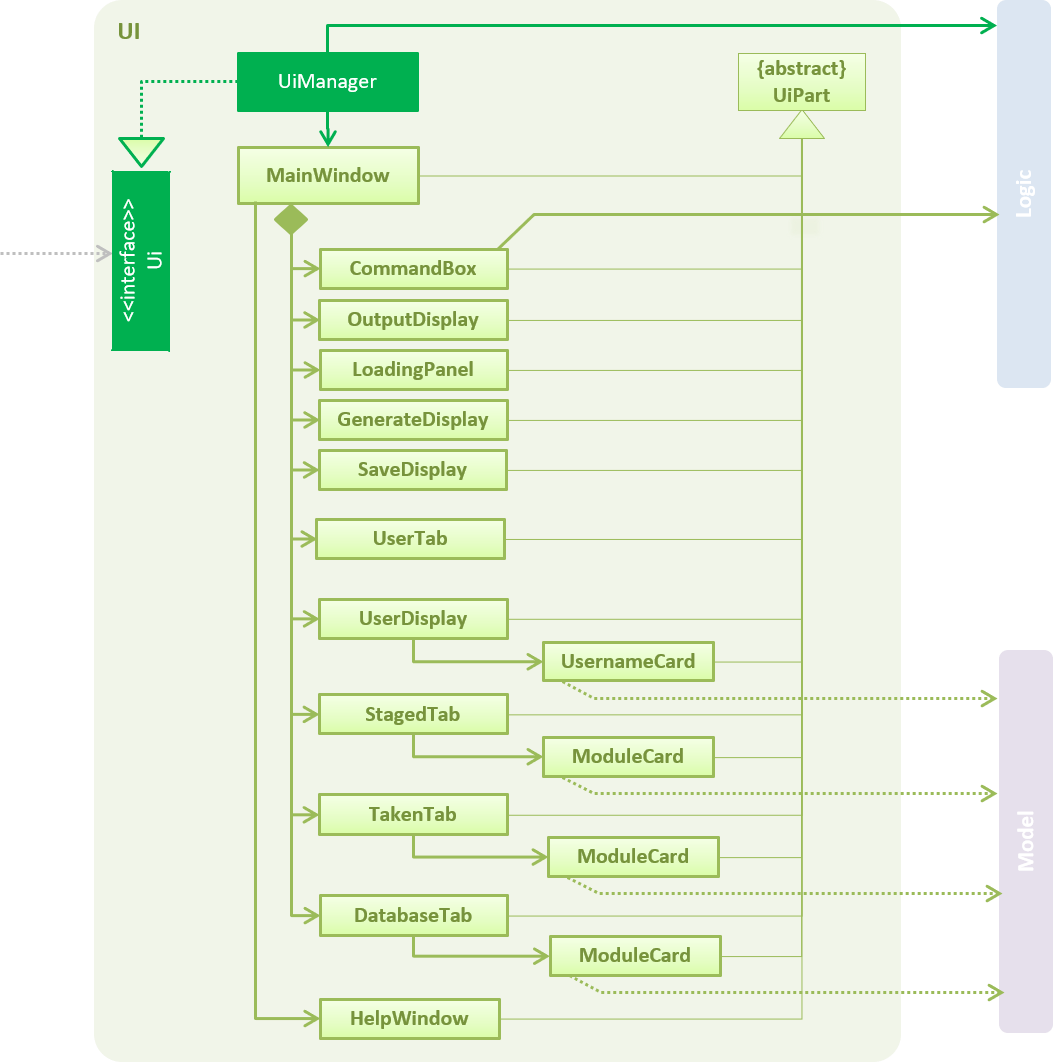 UI
UiManager
{abstract}
UiPart
MainWindow
Logic
<<interface>>
Ui
CommandBox
OutputDisplay
LoadingPanel
GenerateDisplay
SaveDisplay
UserTab
UserDisplay
UsernameCard
StagedTab
ModuleCard
TakenTab
Model
ModuleCard
DatabaseTab
ModuleCard
HelpWindow